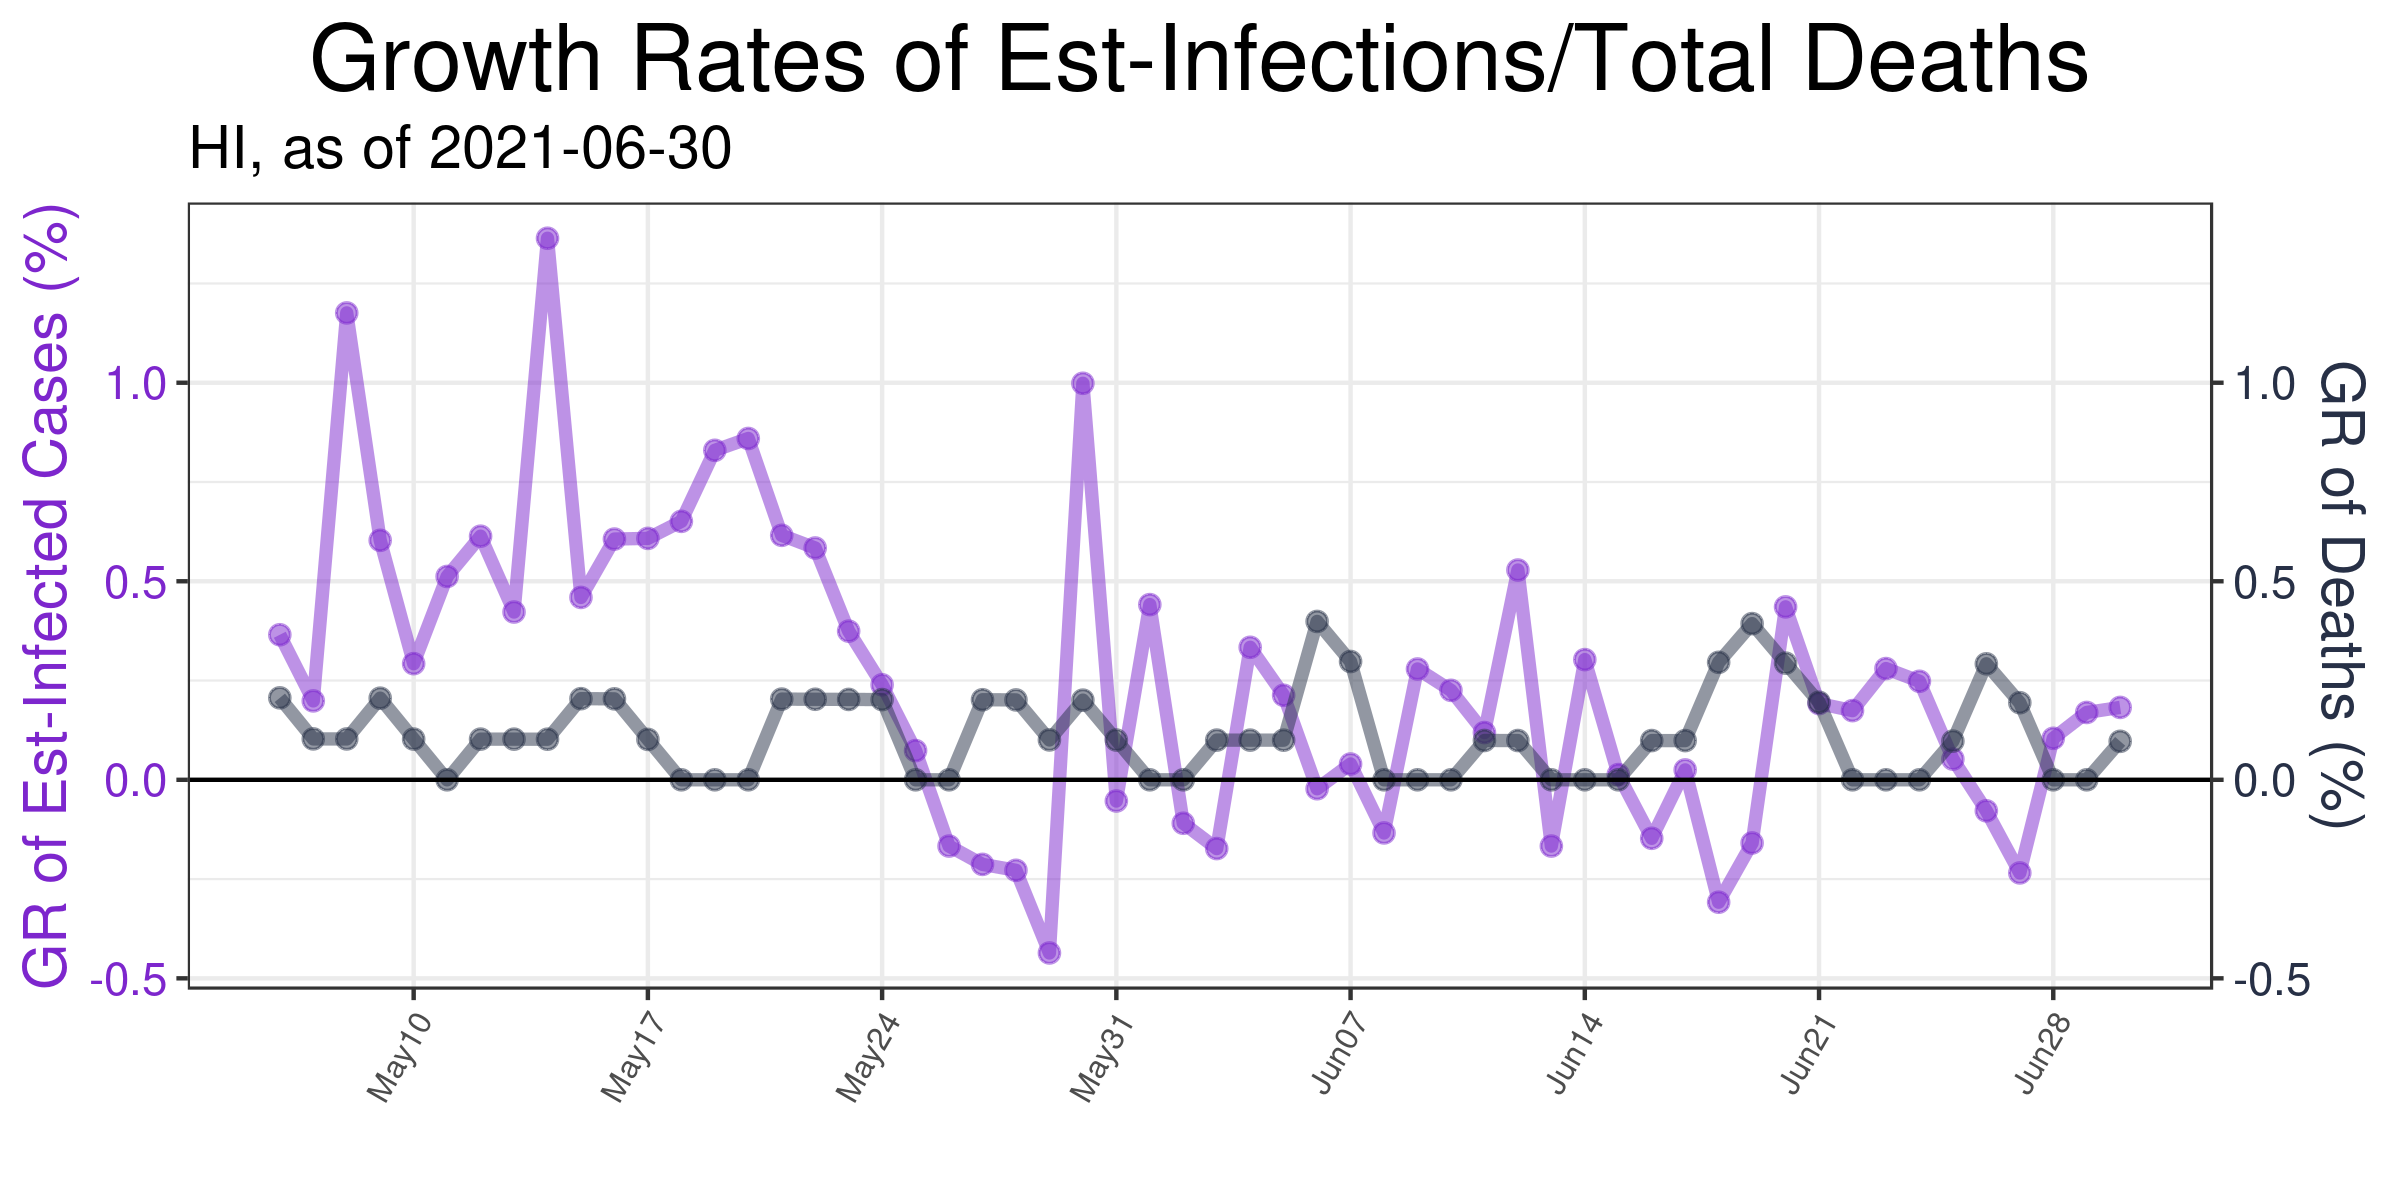 Growth Rates of Est-Infections/Total Deaths
HI, as of 2021-06-30
GR of Est-Infected Cases (%)
1.0
0.5
0.0
-0.5
1.0
0.5
0.0
-0.5
GR of Deaths (%)
May10
May17
May24
May31
Jun07
Jun14
Jun21
Jun28